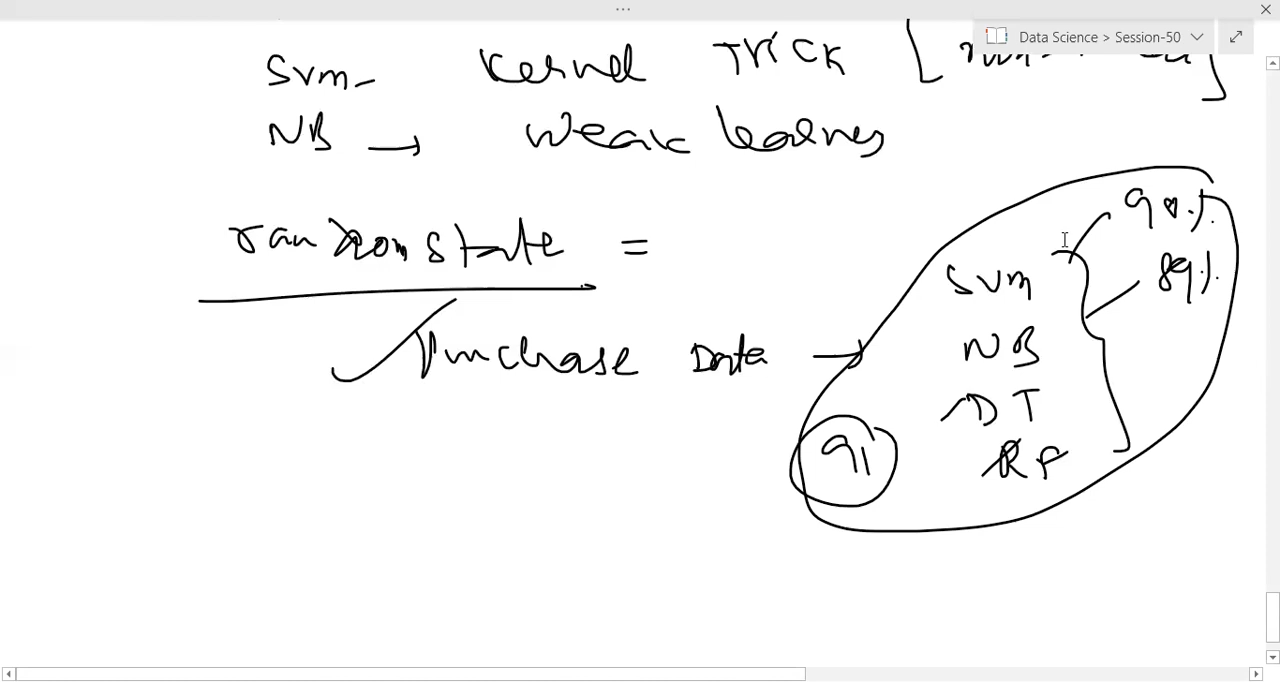 Data Science > Session-50
SVM - Kernel TRICK [
NB → Weak learners
random state =
Purchase Data →
SVM 90%
NB 89%
DT
RF
91